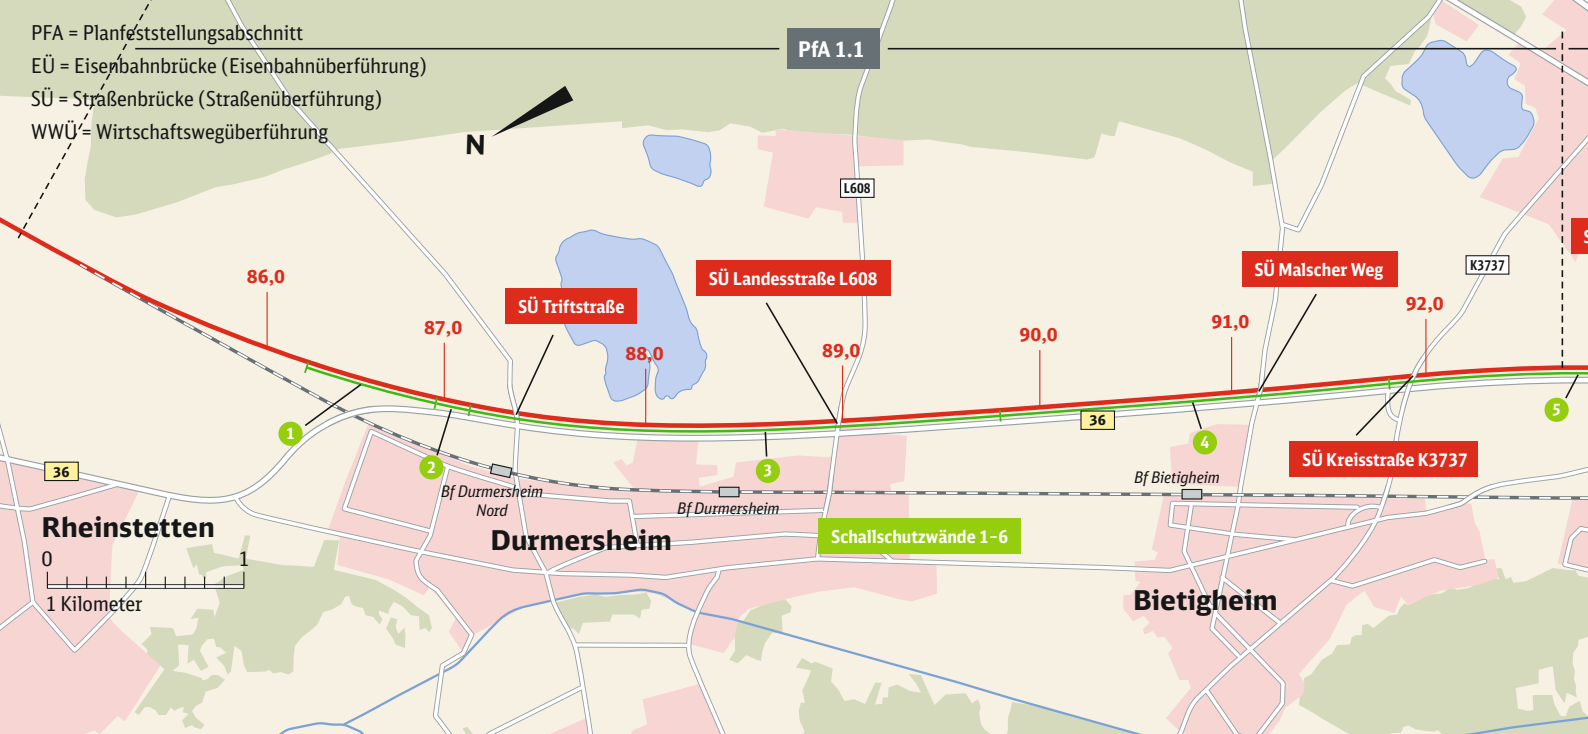 PFA = Planfeststellungsabschnitt
EÜ = Eisenbahnbrücke (Eisenbahnüberführung)
SÜ = Straßenbrücke (Straßenüberführung)
WWÜ = Wirtschaftswegüberführung
PfA 1.1
N
L608
K3737
S
86,0
87,0
SÜ Triftstraße
88,0
SÜ Landesstraße L608
89,0
90,0
91,0
SÜ Malscher Weg
92,0
1
2
3
4
5
36
36
SÜ Kreisstraße K3737
Bf Durmersheim
Nord
Bf Durmersheim
Bf Bietigheim
Rheinstetten
Durmersheim
Schallschutzwände 1-6
Bietigheim
0 1
1 Kilometer